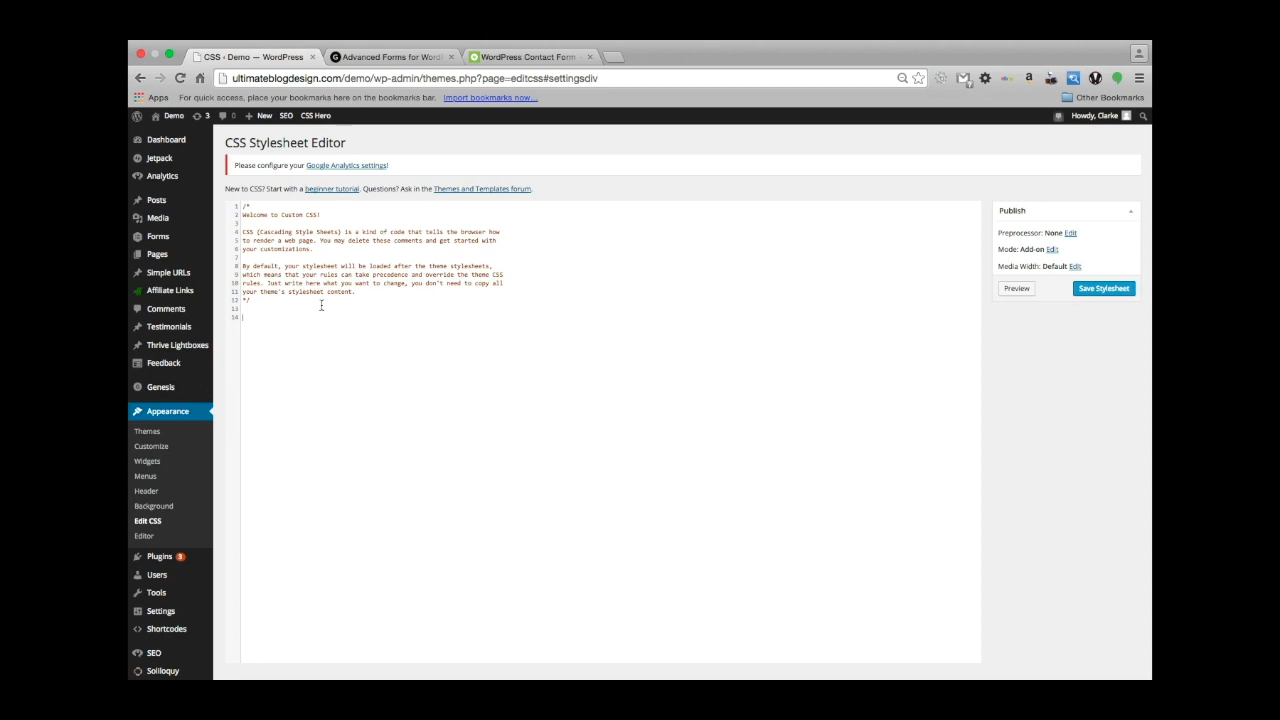 CSS ‹ Demo — WordPress
Advanced Forms for Word
WordPress Contact Form
ultimateblogdesign.com/demo/wp-admin/themes.php?page=editcss#settingsdiv
Apps For quick access, place your bookmarks here on the bookmarks bar. Import bookmarks now...
Other Bookmarks
Demo 3 0 New SEO CSS Hero
Howdy, Clarke
Dashboard
Jetpack
Analytics
Posts
Media
Forms
Pages
Simple URLs
Affiliate Links
Comments
Testimonials
Thrive Lightboxes
Feedback
Genesis
Appearance
Themes
Customize
Widgets
Menus
Header
Background
Edit CSS
Editor
Plugins 3
Users
Tools
Settings
Shortcodes
SEO
Soliloquy
CSS Stylesheet Editor
Please configure your Google Analytics settings!
New to CSS? Start with a beginner tutorial. Questions? Ask in the Themes and Templates forum.
1 /*
2 Welcome to Custom CSS!
3
4 CSS (Cascading Style Sheets) is a kind of code that tells the browser how
5 to render a web page. You may delete these comments and get started with
6 your customizations.
7
8 By default, your stylesheet will be loaded after the theme stylesheets,
9 which means that your rules can take precedence and override the theme CSS
10 rules. Just write here what you want to change, you don't need to copy all
11 your theme's stylesheet content.
12 */
13
14
Publish
Preprocessor: None Edit
Mode: Add-on Edit
Media Width: Default Edit
Preview
Save Stylesheet